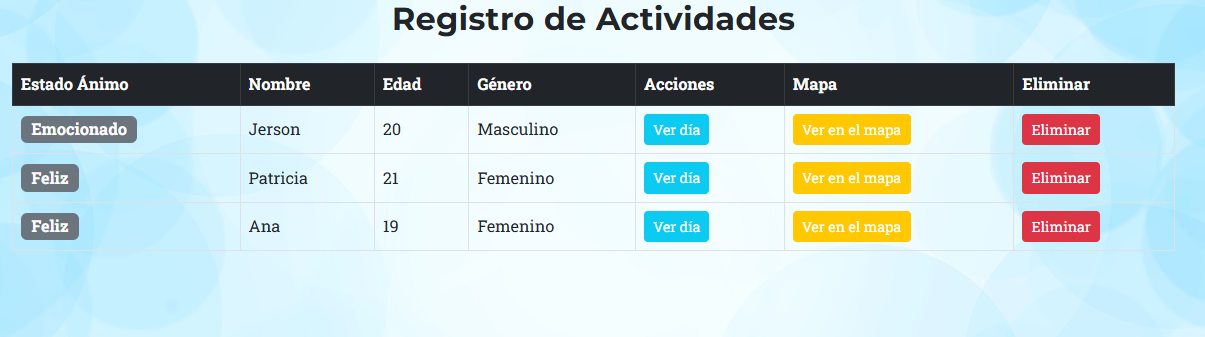 Registro de Actividades
Estado Ánimo Nombre Edad Género Acciones Mapa Eliminar
Emocionado Jerson 20 Masculino Ver día Ver en el mapa Eliminar
Feliz Patricia 21 Femenino Ver día Ver en el mapa Eliminar
Feliz Ana 19 Femenino Ver día Ver en el mapa Eliminar